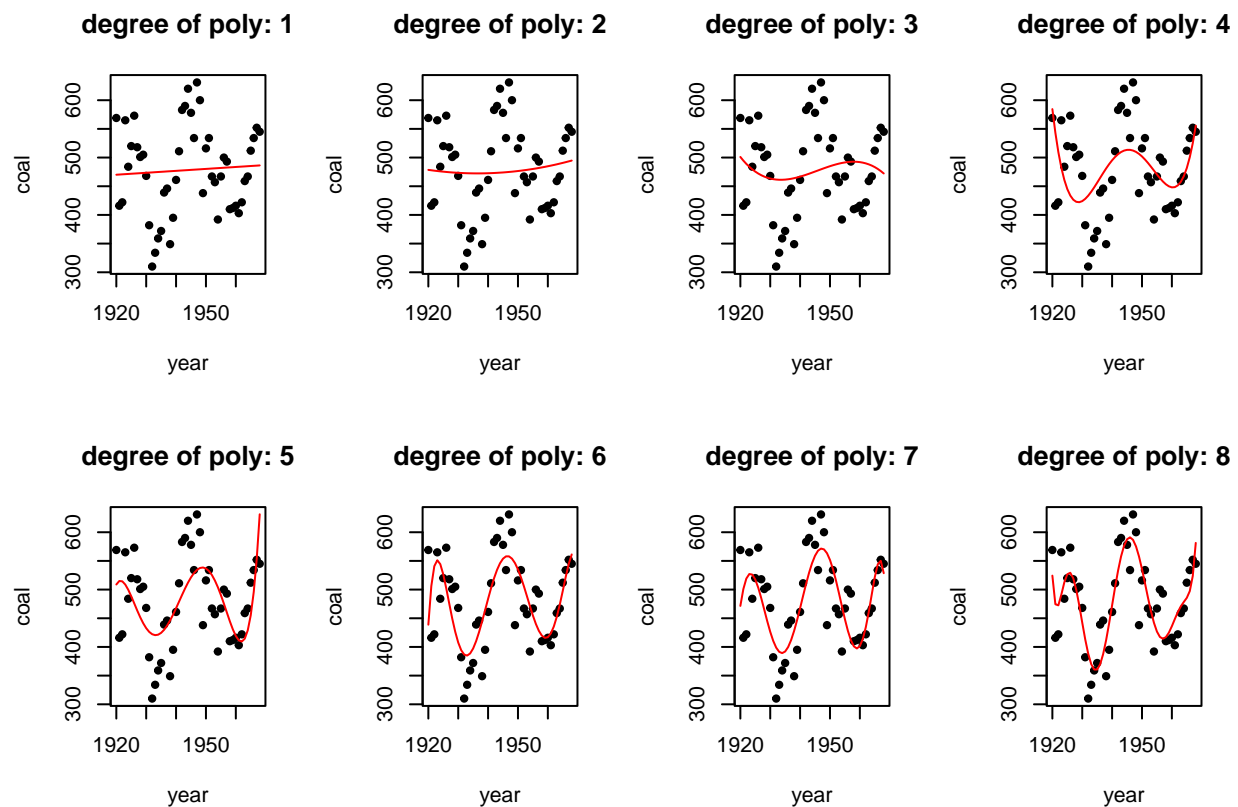 degree of poly: 1
600
500
400
300
coal
1920
1950
year
degree of poly: 2
600
500
400
300
coal
1920
1950
year
degree of poly: 3
600
500
400
300
coal
1920
1950
year
degree of poly: 4
600
500
400
300
coal
1920
1950
year
degree of poly: 5
600
500
400
300
coal
1920
1950
year
degree of poly: 6
600
500
400
300
coal
1920
1950
year
degree of poly: 7
600
500
400
300
coal
1920
1950
year
degree of poly: 8
600
500
400
300
coal
1920
1950
year